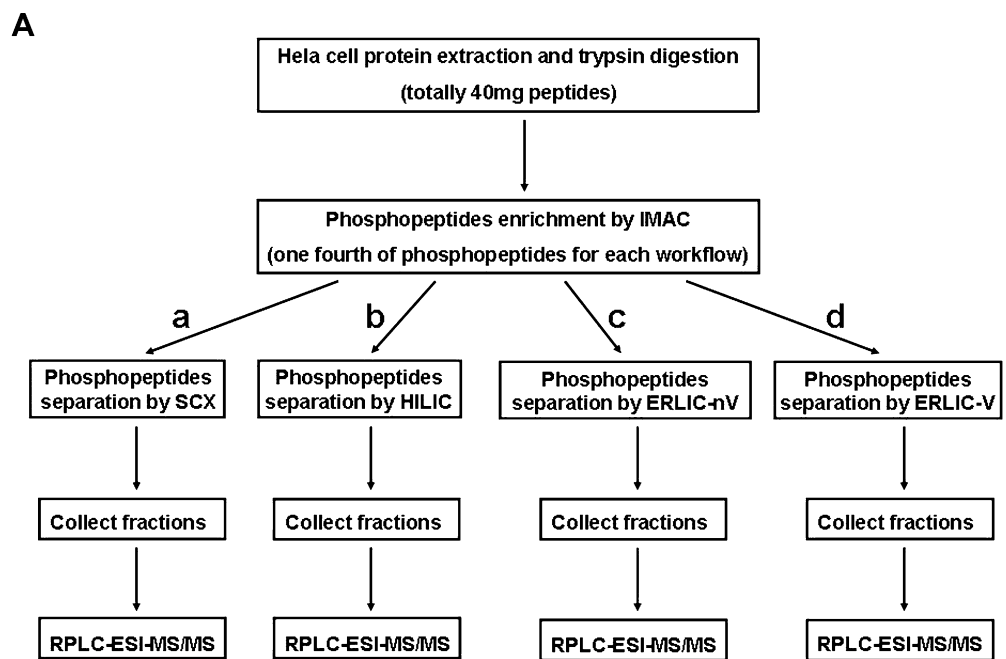 A
Hela cell protein extraction and trypsin digestion
(totally 40mg peptides)
Phosphopeptides enrichment by IMAC
(one fourth of phosphopeptides for each workflow)
a
b
c
d
Phosphopeptides
separation by SCX
Phosphopeptides
separation by HILIC
Phosphopeptides
separation by ERLIC-nV
Phosphopeptides
separation by ERLIC-V
Collect fractions
Collect fractions
Collect fractions
Collect fractions
RPLC-ESI-MS/MS
RPLC-ESI-MS/MS
RPLC-ESI-MS/MS
RPLC-ESI-MS/MS